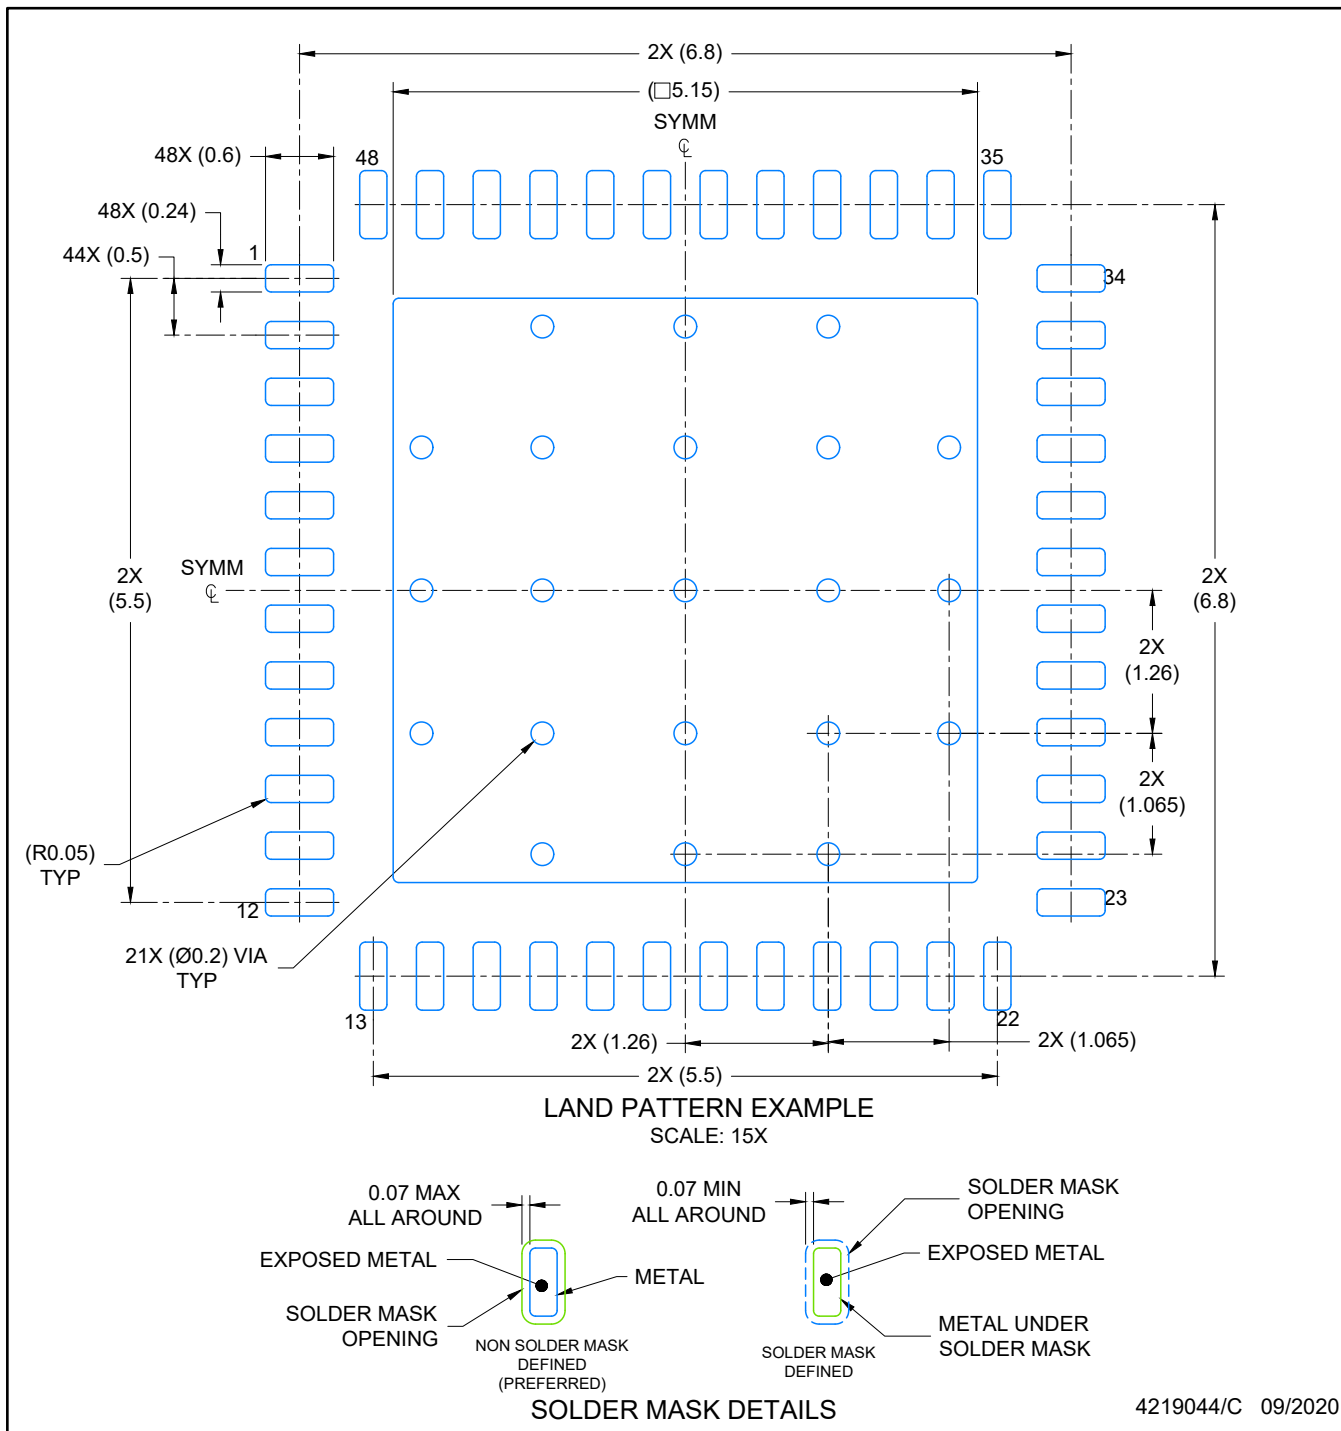 2X (6.8)
(□5.15)
SYMM
℄
48X (0.6)
48
35
48X (0.24)
44X (0.5)
1
34
SYMM
℄
2X
(5.5)
2X
(6.8)
2X
(1.26)
2X
(1.065)
(R0.05)
TYP
12
23
21X (Ø0.2) VIA
TYP
13
22
2X (1.26)
2X (1.065)
2X (5.5)
LAND PATTERN EXAMPLE
SCALE: 15X
0.07 MAX
ALL AROUND
0.07 MIN
ALL AROUND
SOLDER MASK
OPENING
EXPOSED METAL
EXPOSED METAL
METAL
SOLDER MASK
OPENING
METAL UNDER
SOLDER MASK
NON SOLDER MASK
DEFINED
(PREFERRED)
SOLDER MASK
DEFINED
SOLDER MASK DETAILS
4219044/C 09/2020